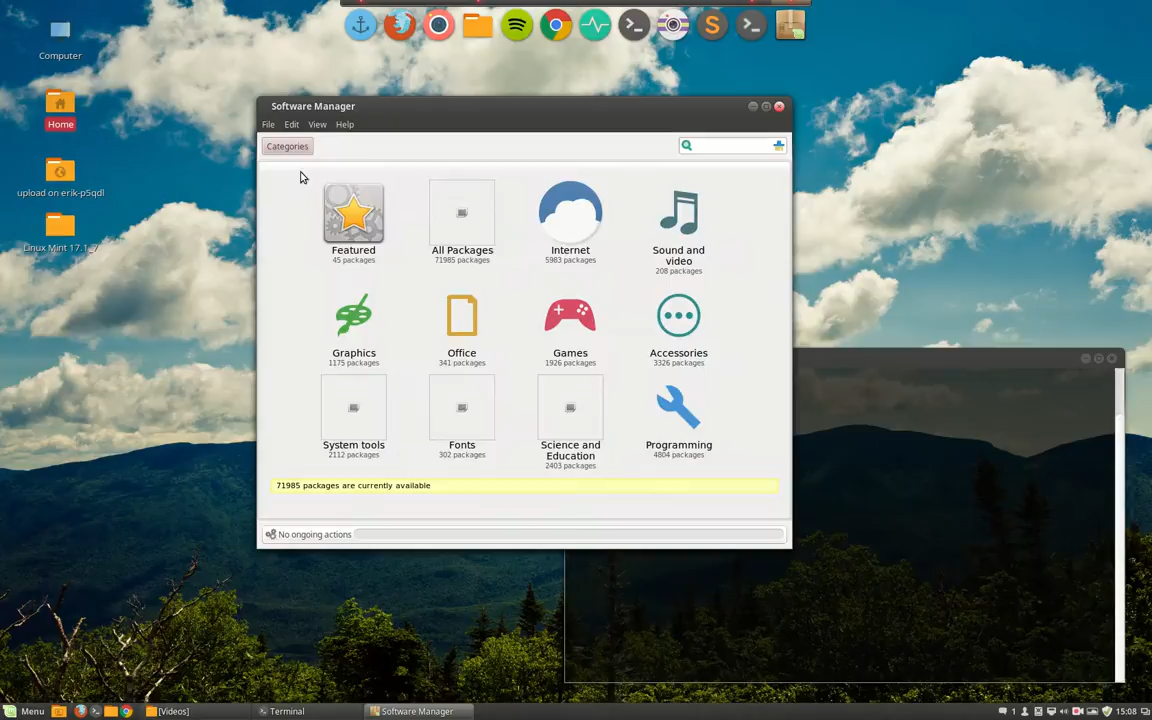 Computer
Home
upload on erik-p5qdl
Linux Mint 17.1_7
Software Manager
File Edit View Help
Categories
Featured
45 packages
All Packages
71985 packages
Internet
5983 packages
Sound and
video
208 packages
Graphics
1175 packages
Office
341 packages
Games
1926 packages
Accessories
3326 packages
System tools
2112 packages
Fonts
302 packages
Science and
Education
2403 packages
Programming
4804 packages
71985 packages are currently available
No ongoing actions
Menu [Videos] Terminal Software Manager 1 15:08